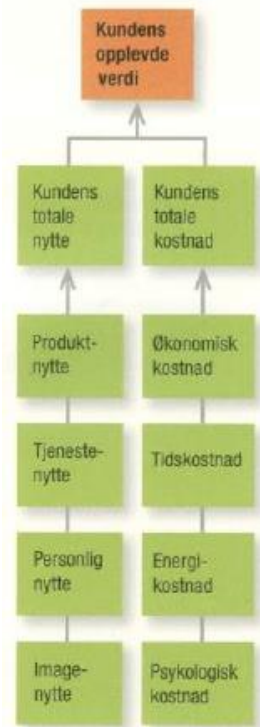 Kundens
opplevde
verdi
Kundens
totale
nytte
Kundens
totale
kostnad
Produkt-
nytte
Økonomisk
kostnad
Tjeneste-
nytte
Tidskostnad
Personlig
nytte
Energi-
kostnad
Image-
nytte
Psykologisk
kostnad